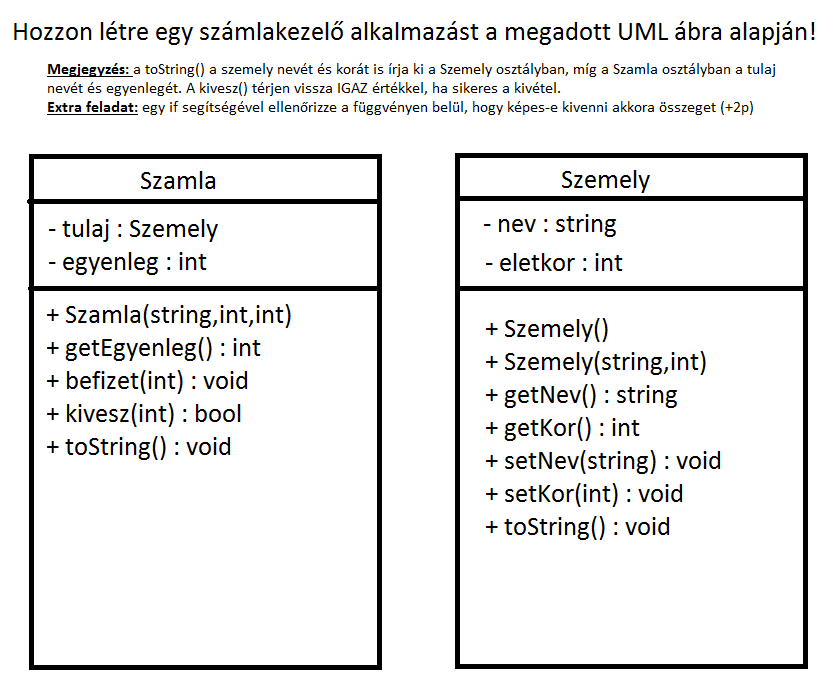 Hozzon létre egy számlakezelő alkalmazást a megadott UML ábra alapján!
Megjegyzés: a toString() a szemely nevét és korát is írja ki a Szemely osztályban, míg a Szamla osztályban a tulaj
nevét és egyenlegét. A kivesz() térjen vissza IGAZ értékkel, ha sikeres a kivétel.
Extra feladat: egy if segítségével ellenőrizze a függvényen belül, hogy képes-e kivenni akkora összeget (+2p)
Szamla
- tulaj : Szemely
- egyenleg : int
+ Szamla(string,int,int)
+ getEgyenleg() : int
+ befizet(int) : void
+ kivesz(int) : bool
+ toString() : void
Szemely
- nev : string
- eletkor : int
+ Szemely()
+ Szemely(string,int)
+ getNev() : string
+ getKor() : int
+ setNev(string) : void
+ setKor(int) : void
+ toString() : void